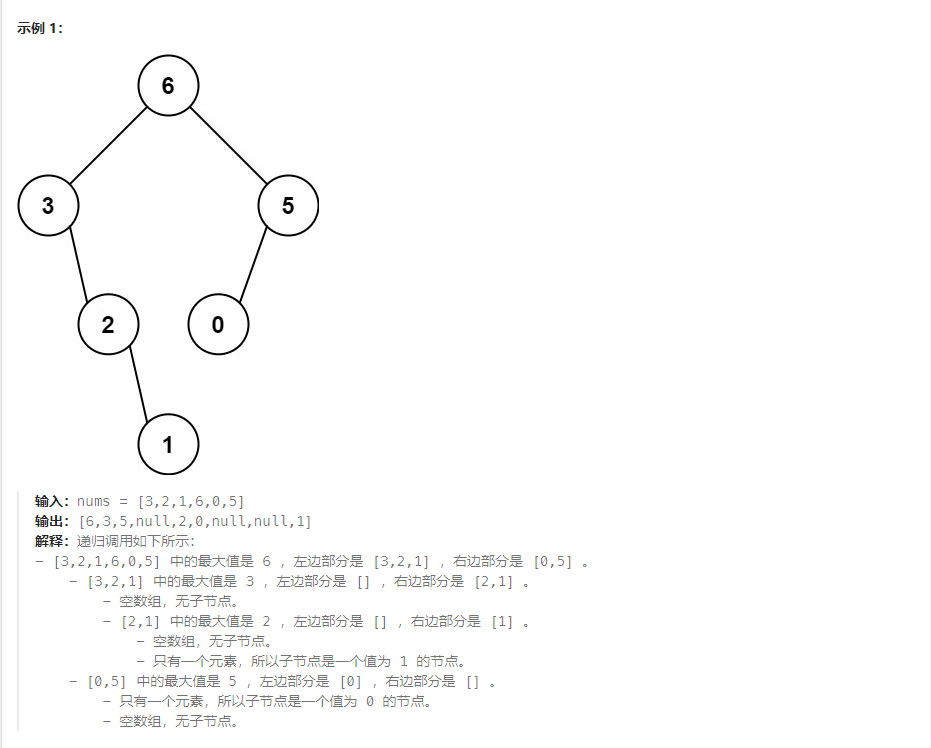 示例 1:
6
3
5
2
0
1
输入: nums = [3,2,1,6,0,5]
输出: [6,3,5,null,2,0,null,null,1]
解释: 递归调用如下所示:
- [3,2,1,6,0,5] 中的最大值是 6 , 左边部分是 [3,2,1] , 右边部分是 [0,5] 。
- [3,2,1] 中的最大值是 3 , 左边部分是 [] , 右边部分是 [2,1] 。
- 空数组，无子节点。
- [2,1] 中的最大值是 2 , 左边部分是 [] , 右边部分是 [1] 。
- 空数组，无子节点。
- 只有一个元素，所以子节点是一个值为 1 的节点。
- [0,5] 中的最大值是 5 , 左边部分是 [0] , 右边部分是 [] 。
- 只有一个元素，所以子节点是一个值为 0 的节点。
- 空数组，无子节点。